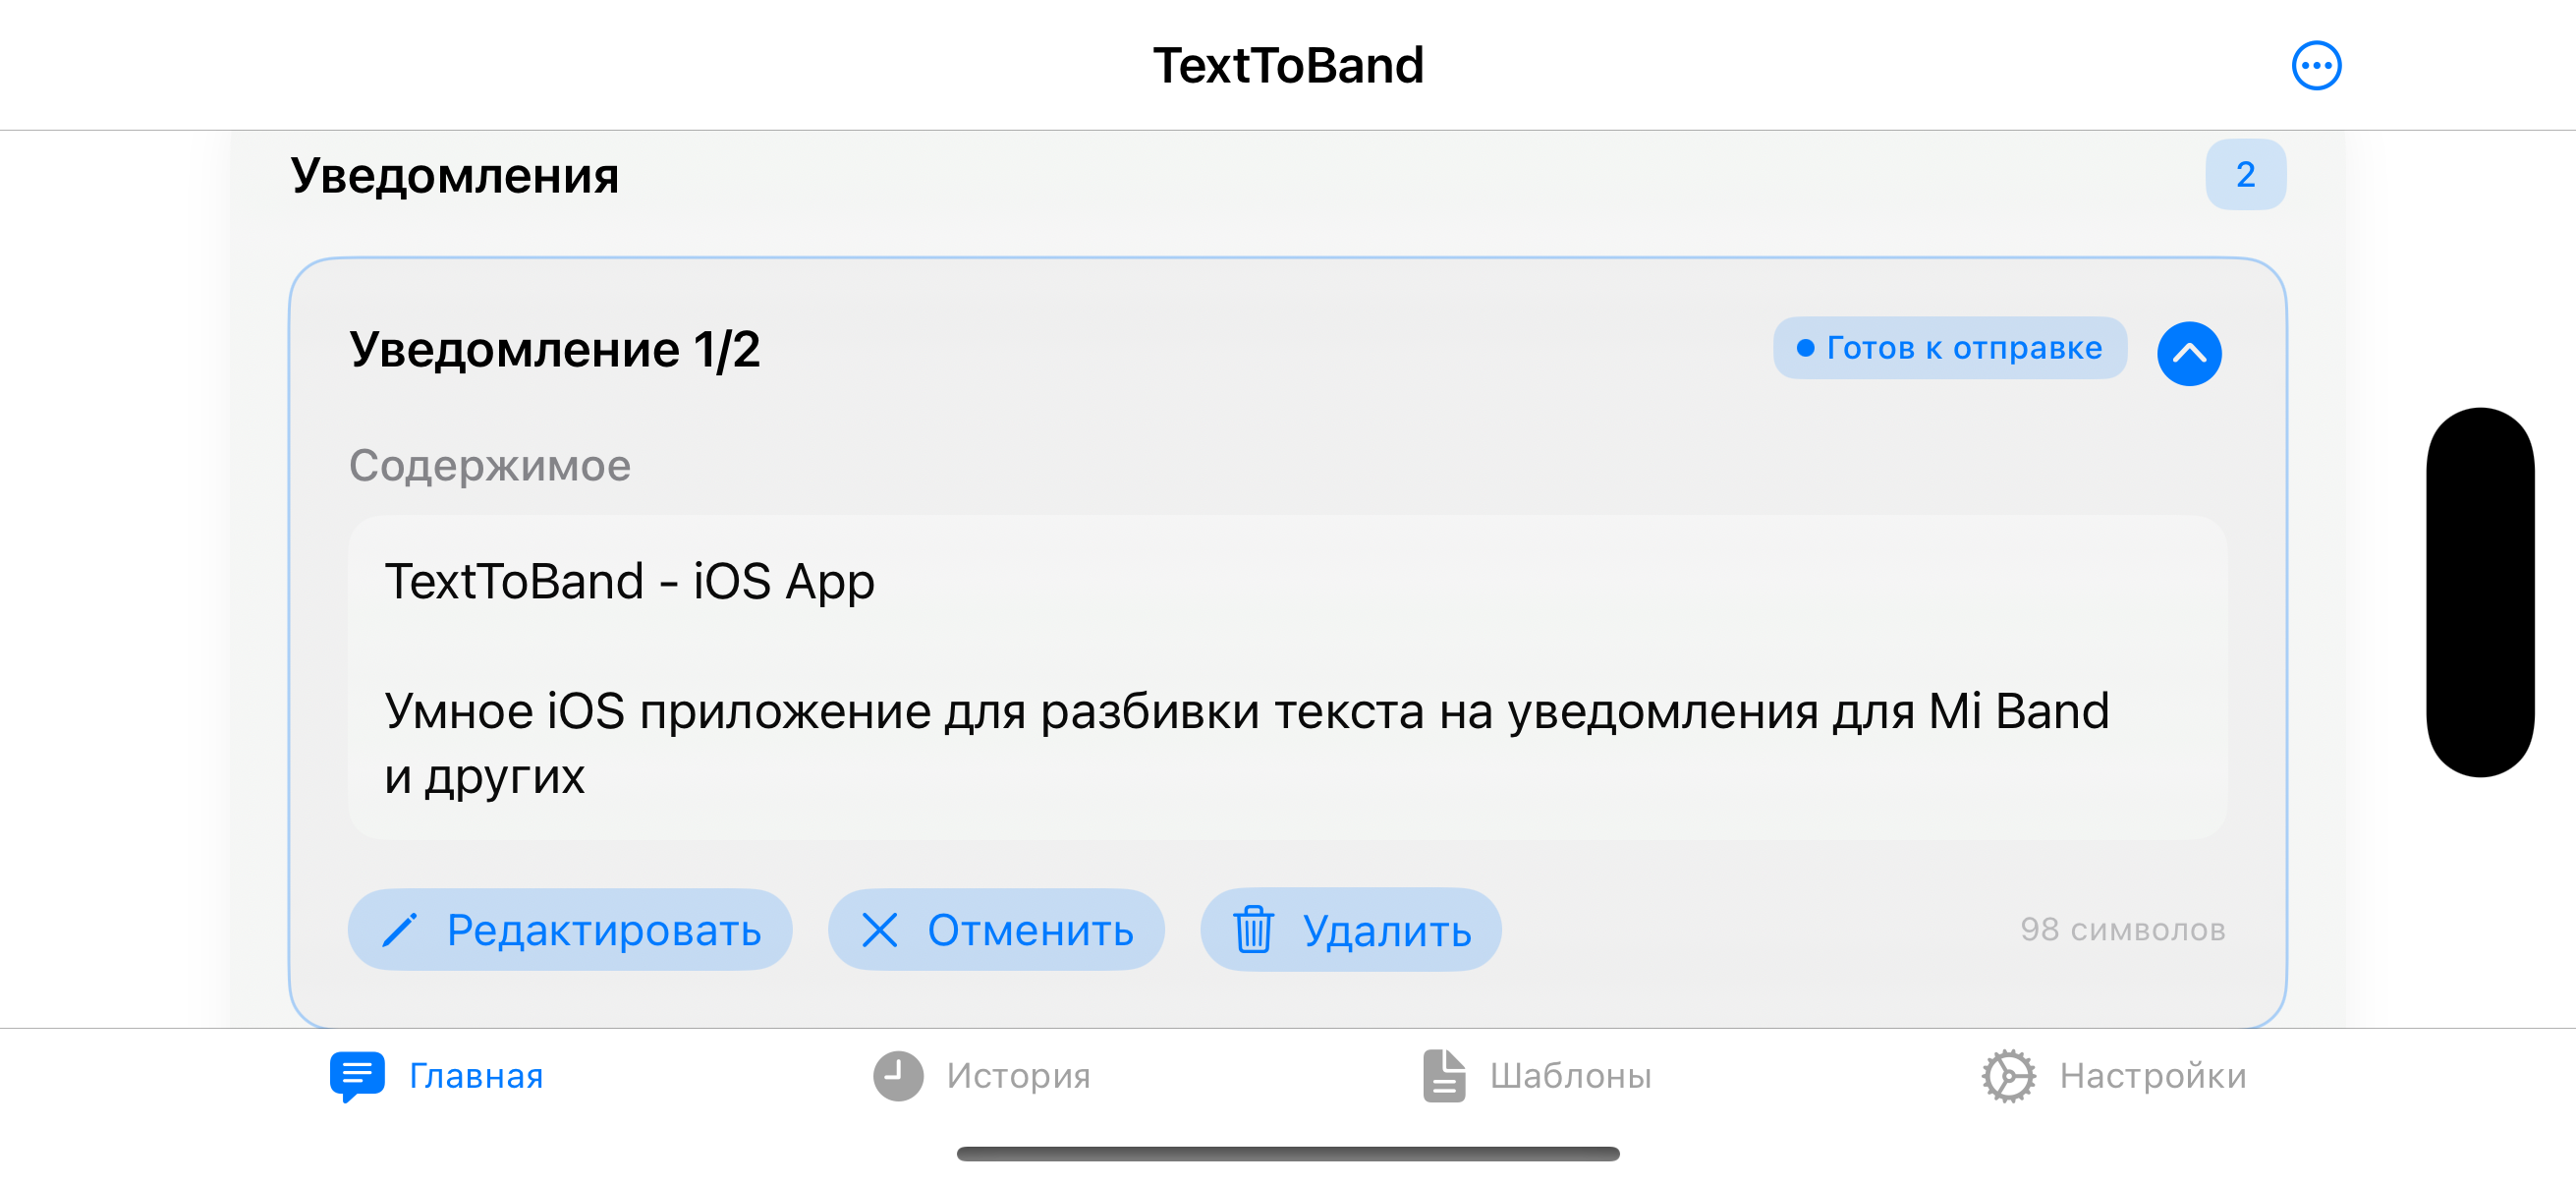 TextToBand
Уведомления
2
Уведомление 1/2
Готов к отправке
Содержимое
TextToBand - iOS App
Умное iOS приложение для разбивки текста на уведомления для Mi Band
и других
Редактировать
Отменить
Удалить
98 символов
Главная
История
Шаблоны
Настройки